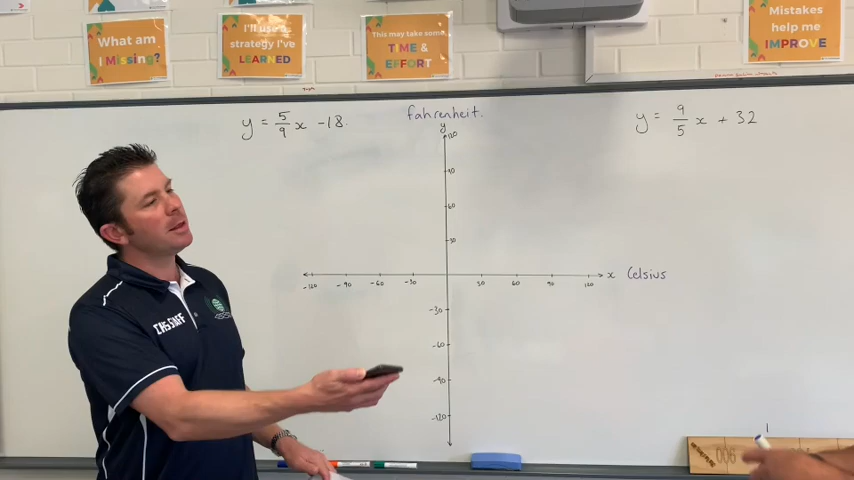 What am
I Missing?
I'll use a
strategy I've
LEARNED
This may take some
TIME &
EFFORT
Mistakes
help me
IMPROVE
y = 5/9 x - 18
fahrenheit.
y = 9/5 x + 32
y
120
90
60
30
-120 -90 -60 -30 30 60 90 120 x Celsius
-30
-60
-90
-120
STAFF